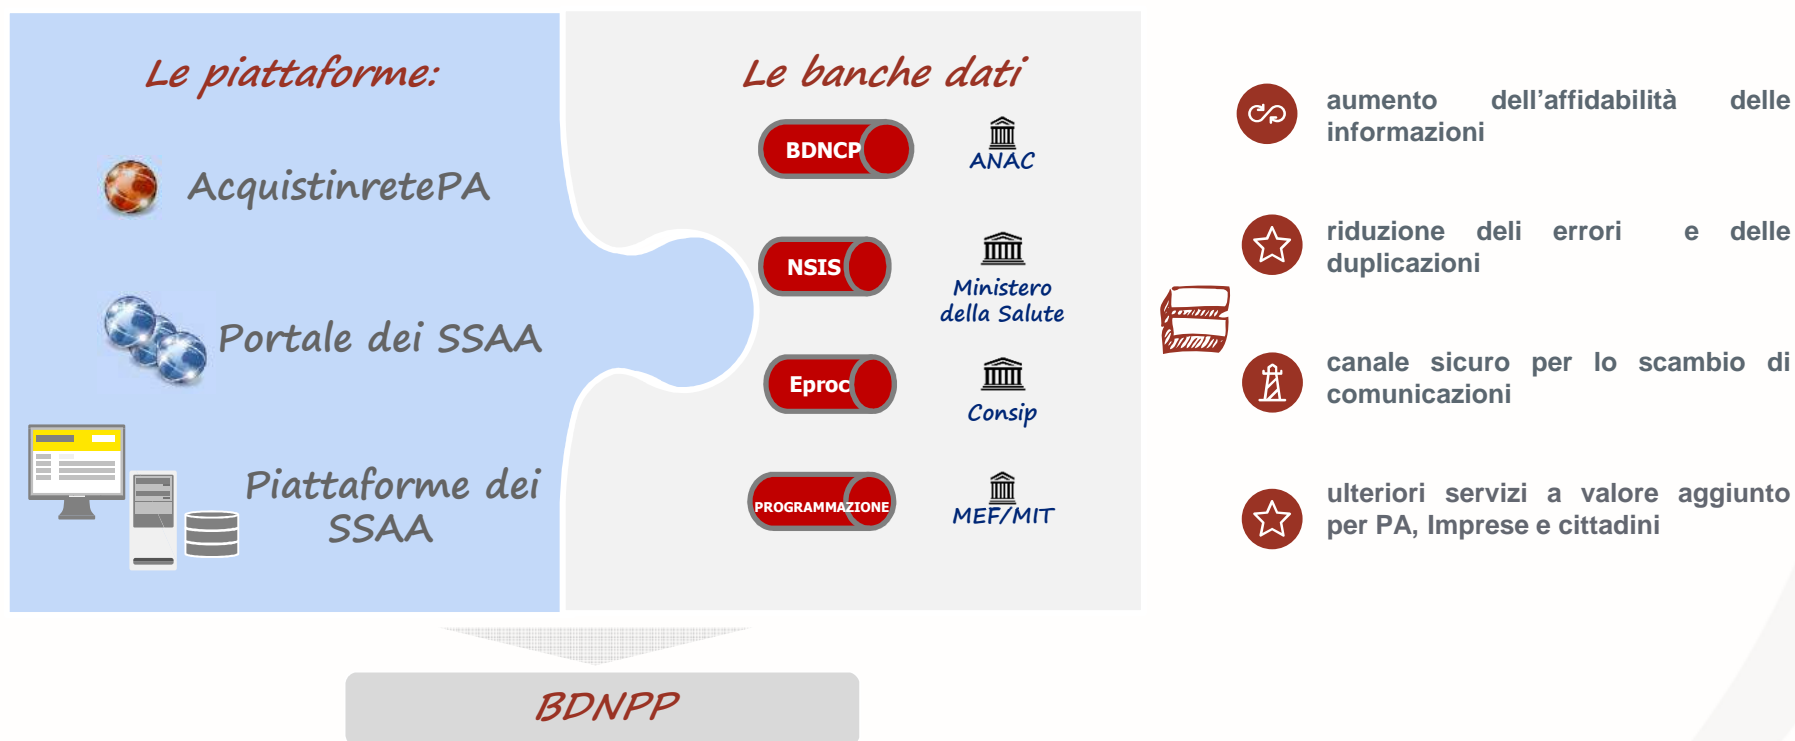 Le piattaforme:
AcquistinretePA
Portale dei SSAA
Piattaforme dei
SSAA
Le banche dati
BDNCP
ANAC
NSIS
Ministero
della Salute
Eproc
Consip
PROGRAMMAZIONE
MEF/MIT
aumento dell'affidabilità delle
informazioni
riduzione deli errori e delle
duplicazioni
canale sicuro per lo scambio di
comunicazioni
ulteriori servizi a valore aggiunto
per PA, Imprese e cittadini
BDNPP